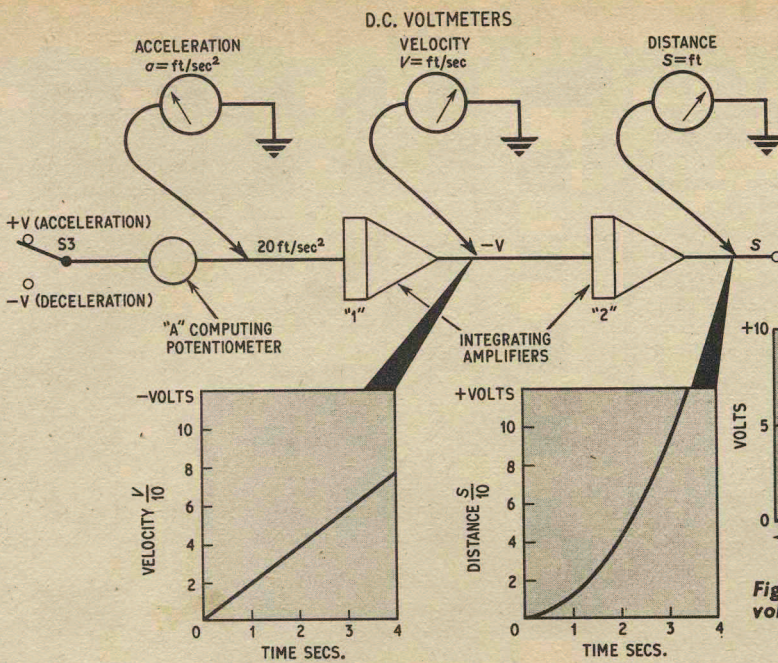 D.C. VOLTMETERS
ACCELERATION
a = ft/sec²
VELOCITY
V = ft/sec
DISTANCE
S = ft
+V (ACCELERATION)
S3
-V (DECELERATION)
20 ft/sec²
-V
S
"1"
"2"
"A" COMPUTING
POTENTIOMETER
INTEGRATING
AMPLIFIERS
-VOLTS
10
8
6
4
2
0
1
2
3
4
VELOCITY V/10
TIME SECS.
+VOLTS
10
8
6
4
2
0
1
2
3
4
DISTANCE S/10
TIME SECS.
+10
5
0
VOLTS
Fig
vol